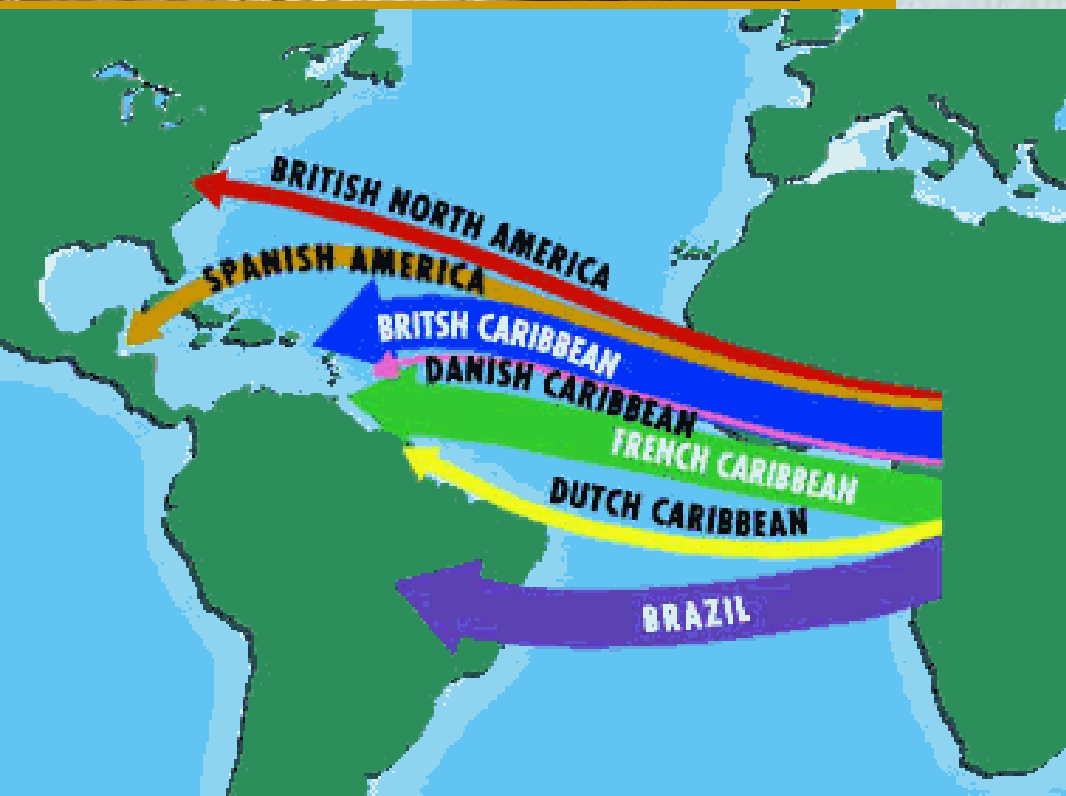 BRITISH NORTH AMERICA
SPANISH AMERICA
BRITSH CARIBBEAN
DANISH CARIBBEAN
FRENCH CARIBBEAN
DUTCH CARIBBEAN
BRAZIL